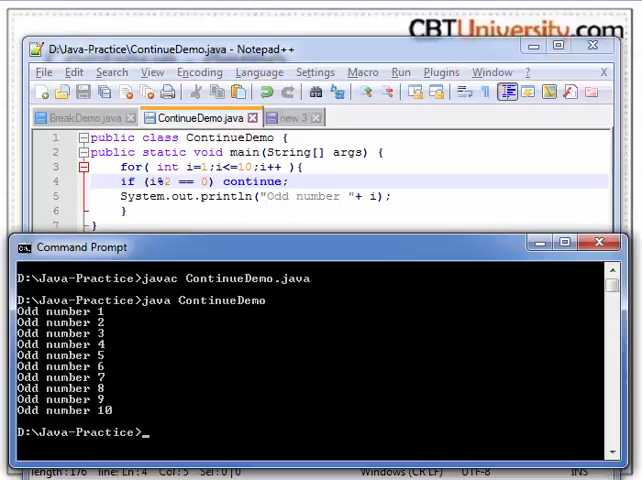 CBTUniversity.com
D:\Java-Practice\ContinueDemo.java - Notepad++
File Edit Search View Encoding Language Settings Macro Run Plugins Window ? X
BreakDemo.java ContinueDemo.java new 3
1 public class ContinueDemo {
2 public static void main(String[] args) {
3 for( int i=1;i<=10;i++ ){
4 if (i%2 == 0) continue;
5 System.out.println("Odd number "+ i);
6 }
7 }
Command Prompt
D:\Java-Practice>javac ContinueDemo.java
D:\Java-Practice>java ContinueDemo
Odd number 1
Odd number 2
Odd number 3
Odd number 4
Odd number 5
Odd number 6
Odd number 7
Odd number 8
Odd number 9
Odd number 10
D:\Java-Practice>_
length : 176 line: Ln : 4 Col : 5 Sel : 0 | 0 Windows (CR LF) UTF-8 INS